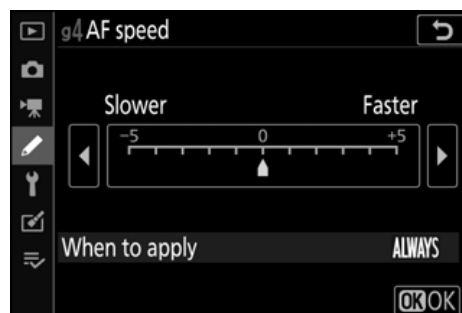 g4 AF speed
Slower Faster
−5 0 +5
When to apply ALWAYS
OK OK